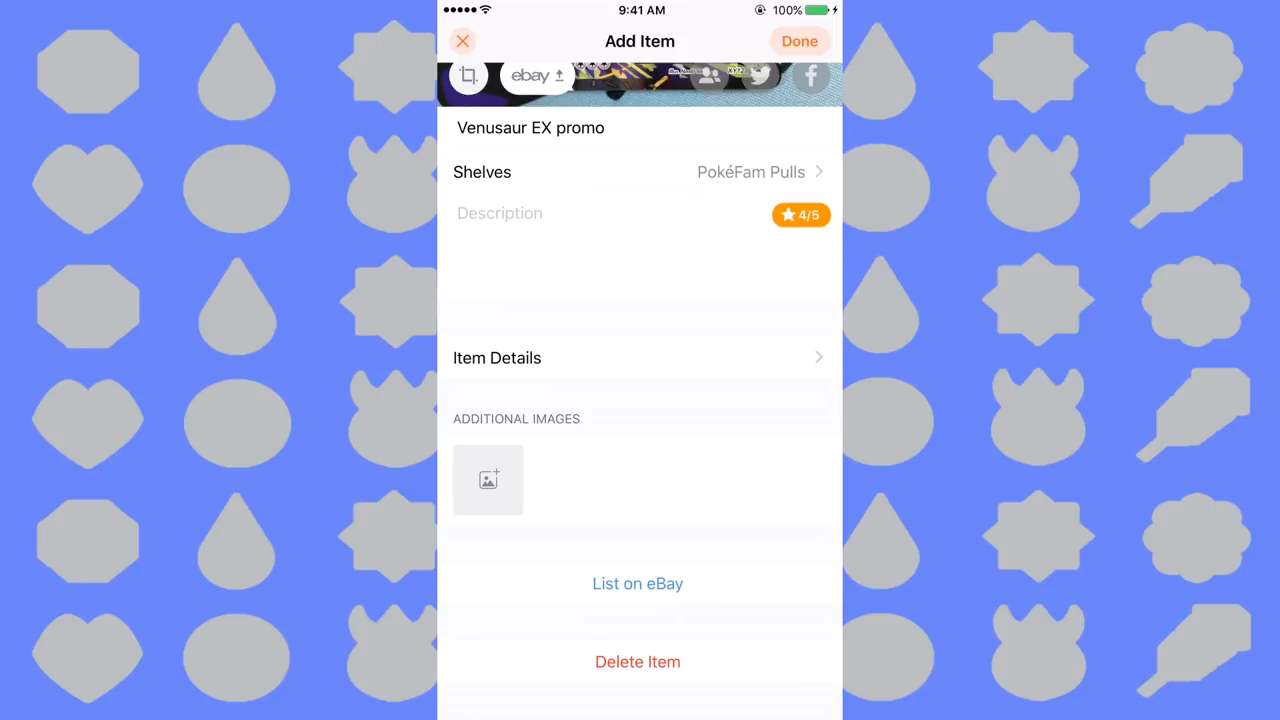 9:41 AM
100%
Add Item
Done
ebay
Venusaur EX promo
Shelves
PokéFam Pulls
Description
4/5
Item Details
ADDITIONAL IMAGES
List on eBay
Delete Item